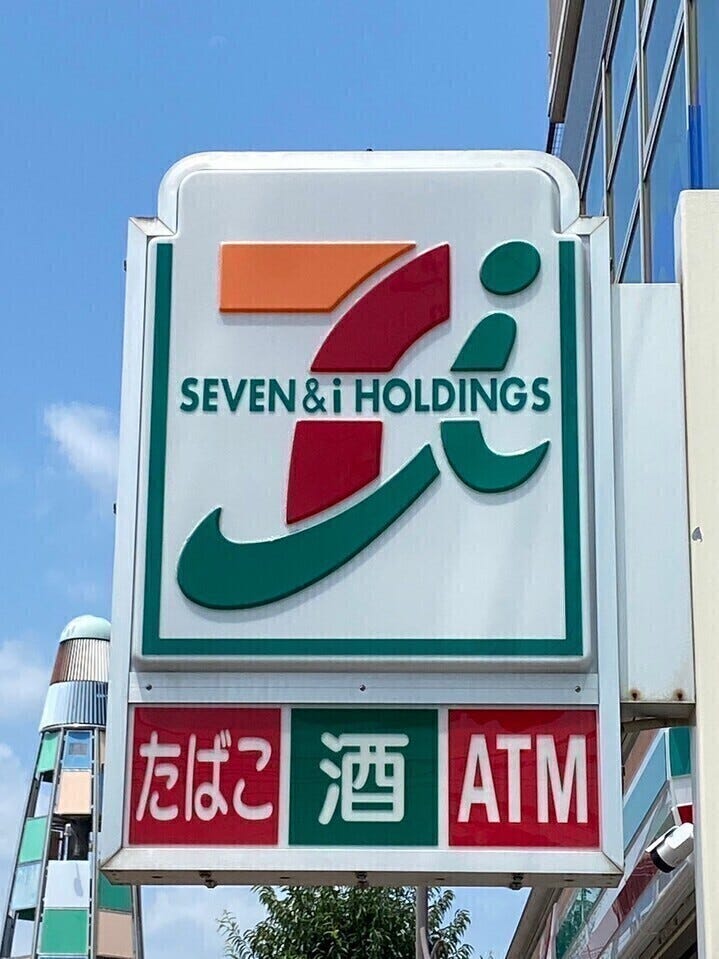 SEVEN&i HOLDINGS
たばこ 酒 ATM